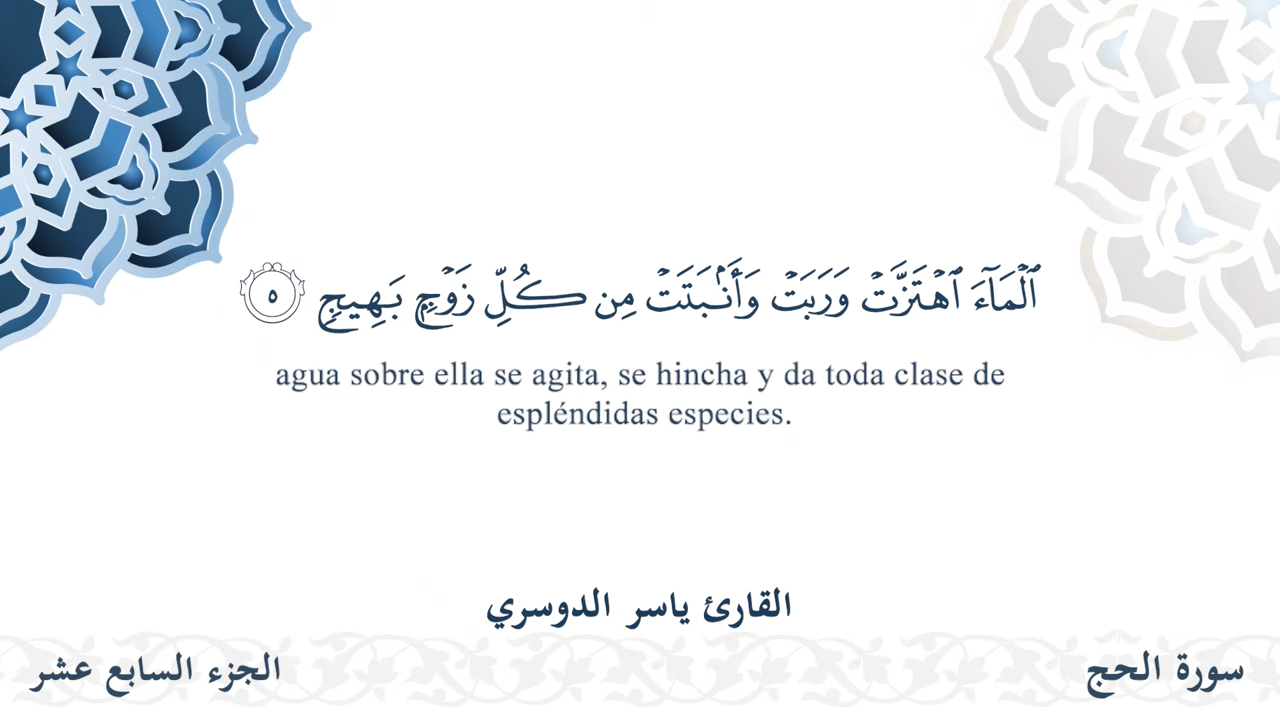 ٱلْمَآءَ ٱهْتَزَّتْ وَرَبَتْ وَأَنۢبَتَتْ مِن كُلِّ زَوْجٍۭ بَهِيجٍ ٥
agua sobre ella se agita, se hincha y da toda clase de
espléndidas especies.
القارئ ياسر الدوسري
سورة الحج
الجزء السابع عشر